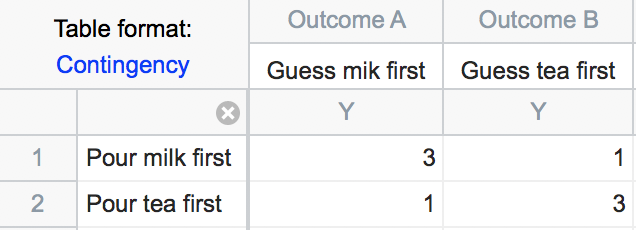 Table format:
Contingency
Outcome A Outcome B
Guess mik first Guess tea first
Y Y
1 Pour milk first 3 1
2 Pour tea first 1 3